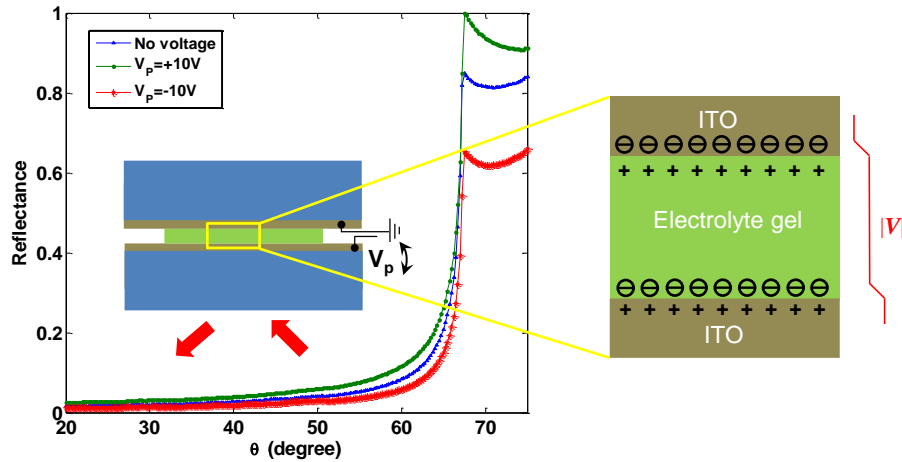 No voltage
V_P=+10V
V_P=-10V
Reflectance
1
0.8
0.6
0.4
0.2
0
20
30
40
50
60
70
θ (degree)
V_p
ITO
⊖ ⊖ ⊖ ⊖ ⊖ ⊖ ⊖ ⊖ ⊖
+ + + + + + + + +
Electrolyte gel
⊖ ⊖ ⊖ ⊖ ⊖ ⊖ ⊖ ⊖ ⊖
+ + + + + + + + +
ITO
|V|